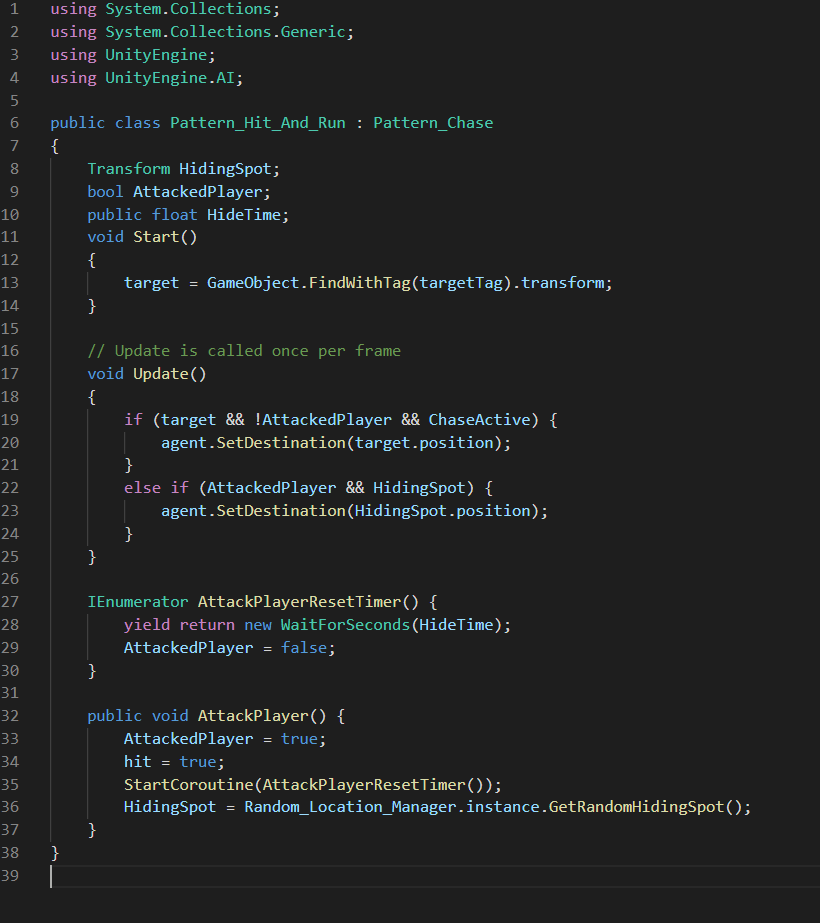 1 using System.Collections;
2 using System.Collections.Generic;
3 using UnityEngine;
4 using UnityEngine.AI;
5
6 public class Pattern_Hit_And_Run : Pattern_Chase
7 {
8     Transform HidingSpot;
9     bool AttackedPlayer;
10     public float HideTime;
11     void Start()
12     {
13         target = GameObject.FindWithTag(targetTag).transform;
14     }
15
16     // Update is called once per frame
17     void Update()
18     {
19         if (target && !AttackedPlayer && ChaseActive) {
20             agent.SetDestination(target.position);
21         }
22         else if (AttackedPlayer && HidingSpot) {
23             agent.SetDestination(HidingSpot.position);
24         }
25     }
26
27     IEnumerator AttackPlayerResetTimer() {
28         yield return new WaitForSeconds(HideTime);
29         AttackedPlayer = false;
30     }
31
32     public void AttackPlayer() {
33         AttackedPlayer = true;
34         hit = true;
35         StartCoroutine(AttackPlayerResetTimer());
36         HidingSpot = Random_Location_Manager.instance.GetRandomHidingSpot();
37     }
38 }
39